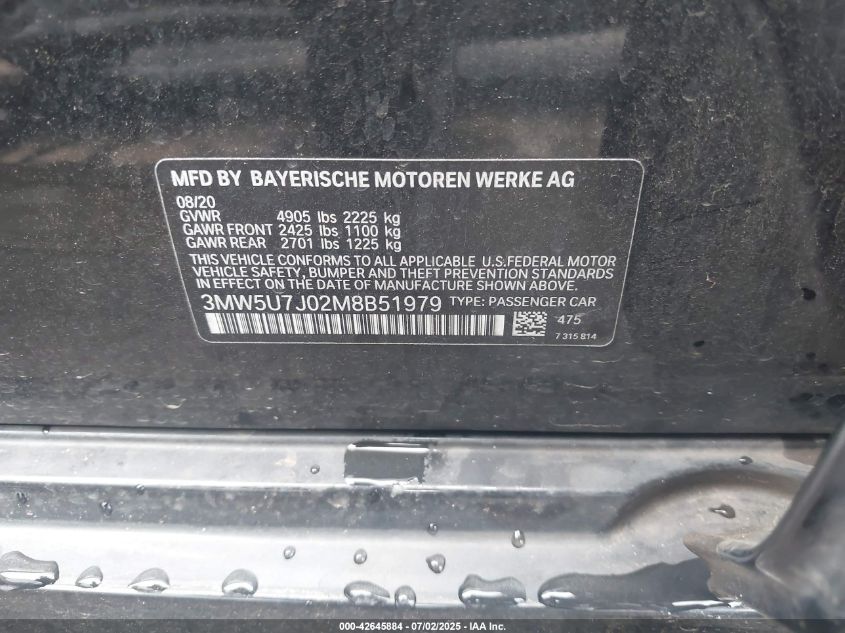 MFD BY BAYERISCHE MOTOREN WERKE AG
08/20
GVWR 4905 lbs 2225 kg
GAWR FRONT 2425 lbs 1100 kg
GAWR REAR 2701 lbs 1225 kg
THIS VEHICLE CONFORMS TO ALL APPLICABLE U.S.FEDERAL MOTOR
VEHICLE SAFETY, BUMPER AND THEFT PREVENTION STANDARDS
IN EFFECT ON THE DATE OF MANUFACTURE SHOWN ABOVE.
3MW5U7J02M8B51979 TYPE: PASSENGER CAR
475
7 315 814
000-42645884 - 07/02/2025 - IAA Inc.